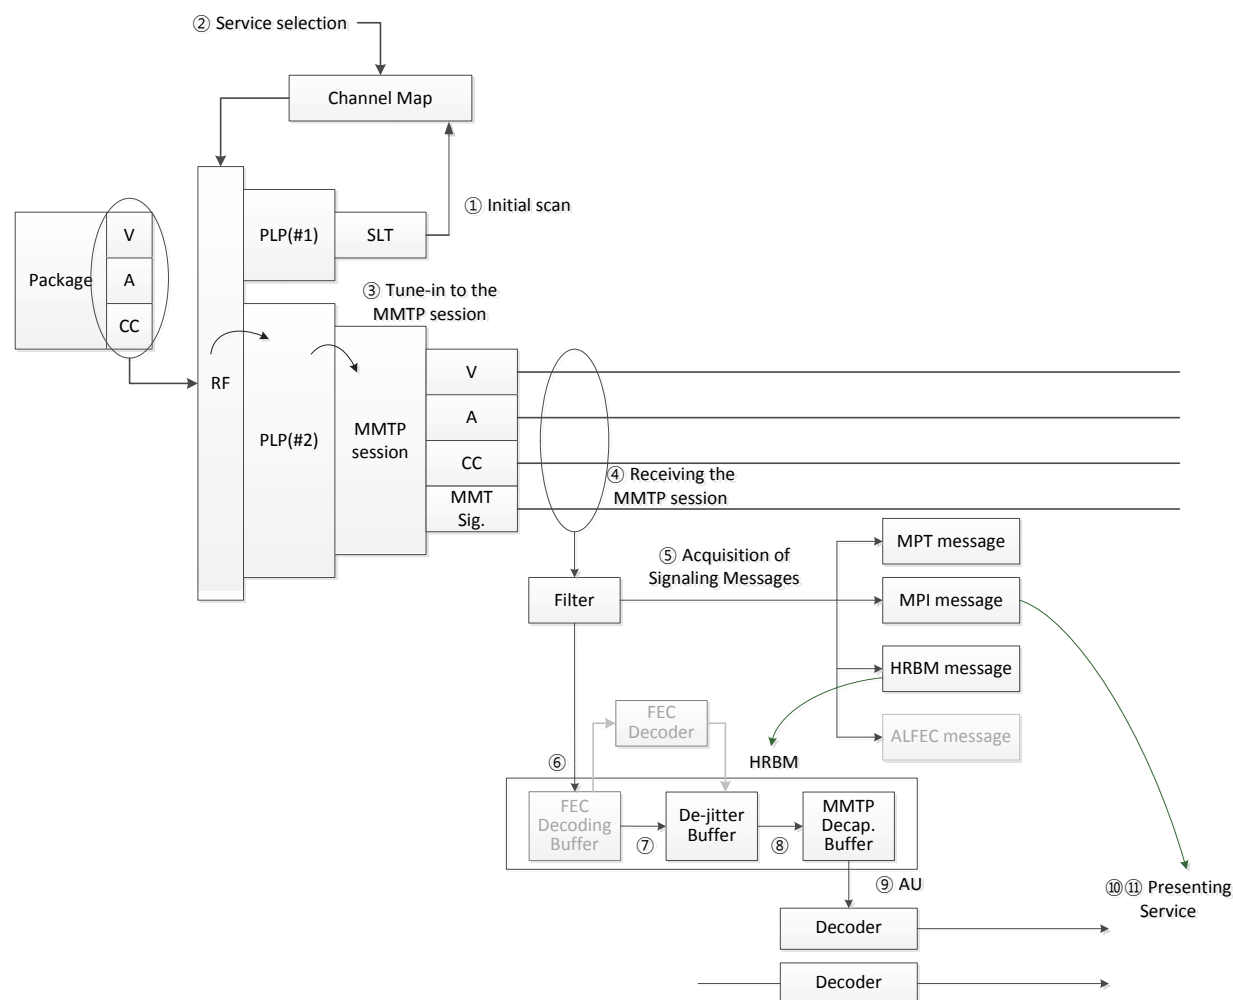 ② Service selection
Channel Map
① Initial scan
V
PLP(#1)
SLT
Package
A
CC
③ Tune-in to the
MMTP session
RF
V
PLP(#2)
MMTP
session
A
CC
④ Receiving the
MMTP session
MMT
Sig.
⑤ Acquisition of
Signaling Messages
MPT message
Filter
MPI message
HRBM message
FEC
Decoder
ALFEC message
HRBM
⑥
FEC
Decoding
Buffer
⑦
De-jitter
Buffer
⑧
MMTP
Decap.
Buffer
⑨ AU
⑩⑪ Presenting
Service
Decoder
Decoder